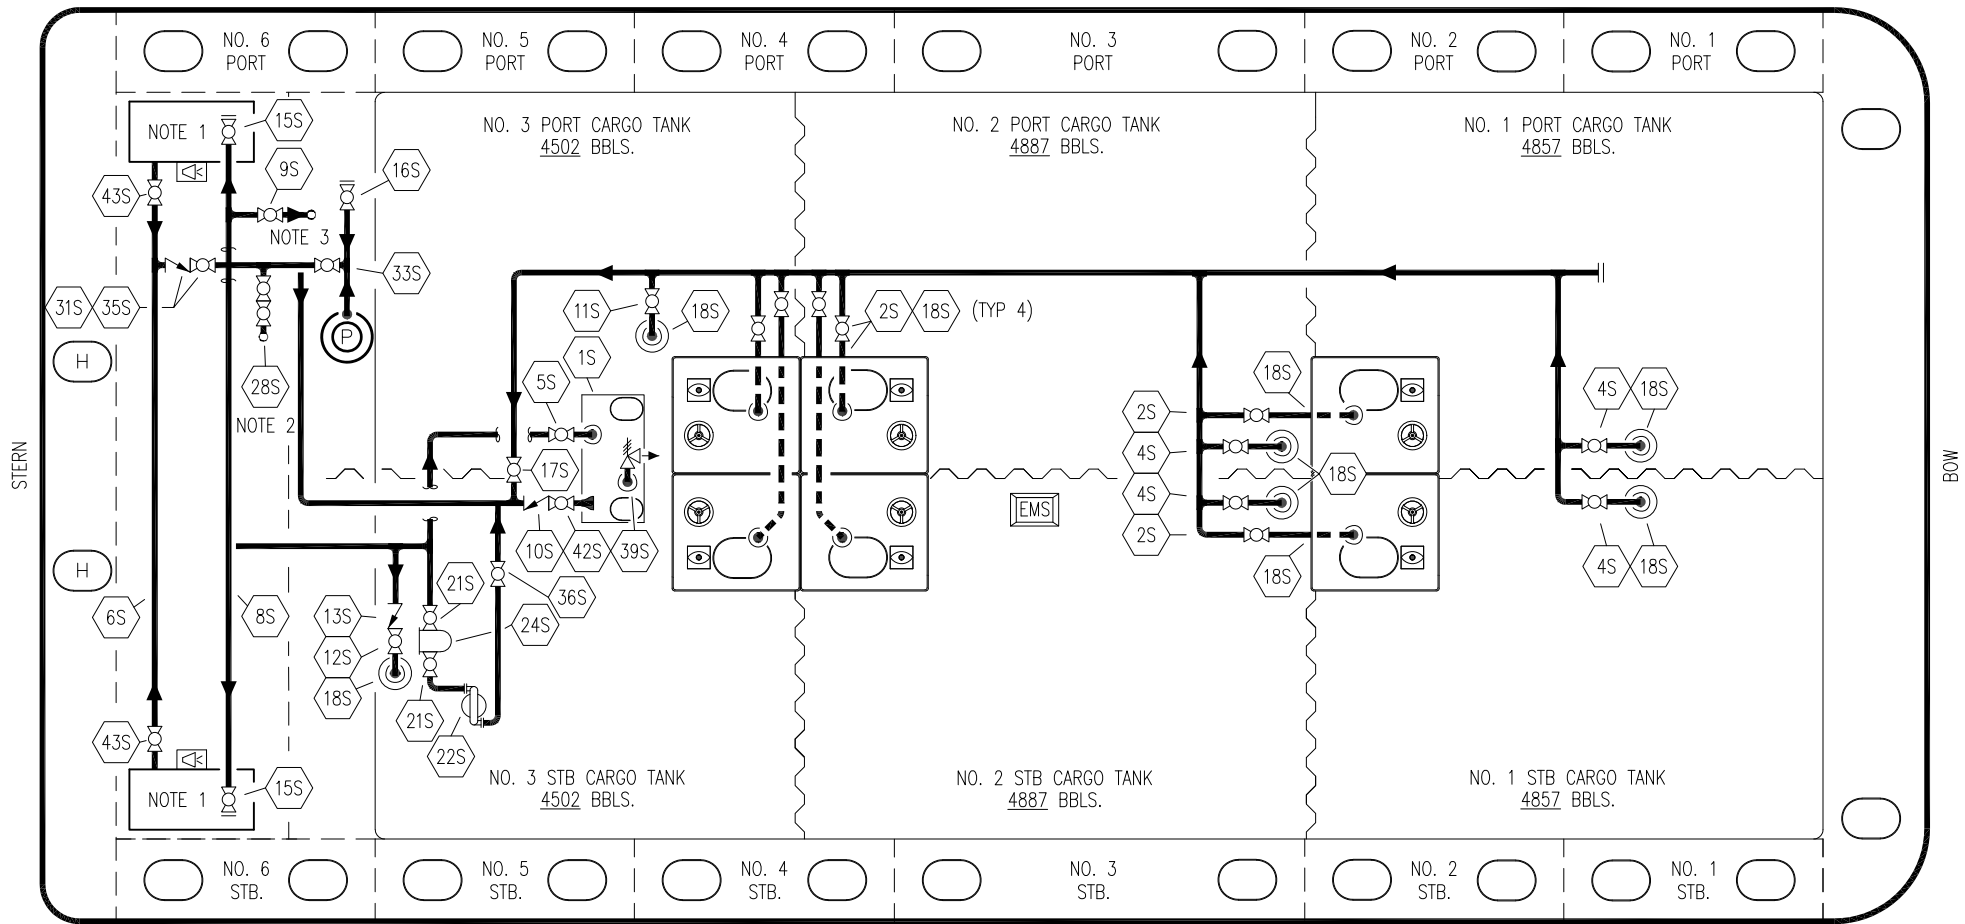 NO. 6
PORT
NO. 5
PORT
NO. 4
PORT
NO. 3
PORT
NO. 2
PORT
NO. 1
PORT
NOTE 1
15S
NO. 3 PORT CARGO TANK
4502 BBLS.
NO. 2 PORT CARGO TANK
4887 BBLS.
NO. 1 PORT CARGO TANK
4857 BBLS.
9S
16S
43S
NOTE 3
33S
31S
35S
11S
18S
2S
18S
(TYP 4)
P
1S
H
28S
5S
18S
4S
18S
NOTE 2
2S
4S
17S
18S
STERN
BOW
4S
EMS
2S
10S
42S
39S
H
18S
4S
18S
21S
36S
6S
8S
13S
24S
12S
18S
21S
43S
22S
NOTE 1
15S
NO. 3 STB CARGO TANK
4502 BBLS.
NO. 2 STB CARGO TANK
4887 BBLS.
NO. 1 STB CARGO TANK
4857 BBLS.
NO. 6
STB.
NO. 5
STB.
NO. 4
STB.
NO. 3
STB.
NO. 2
STB.
NO. 1
STB.